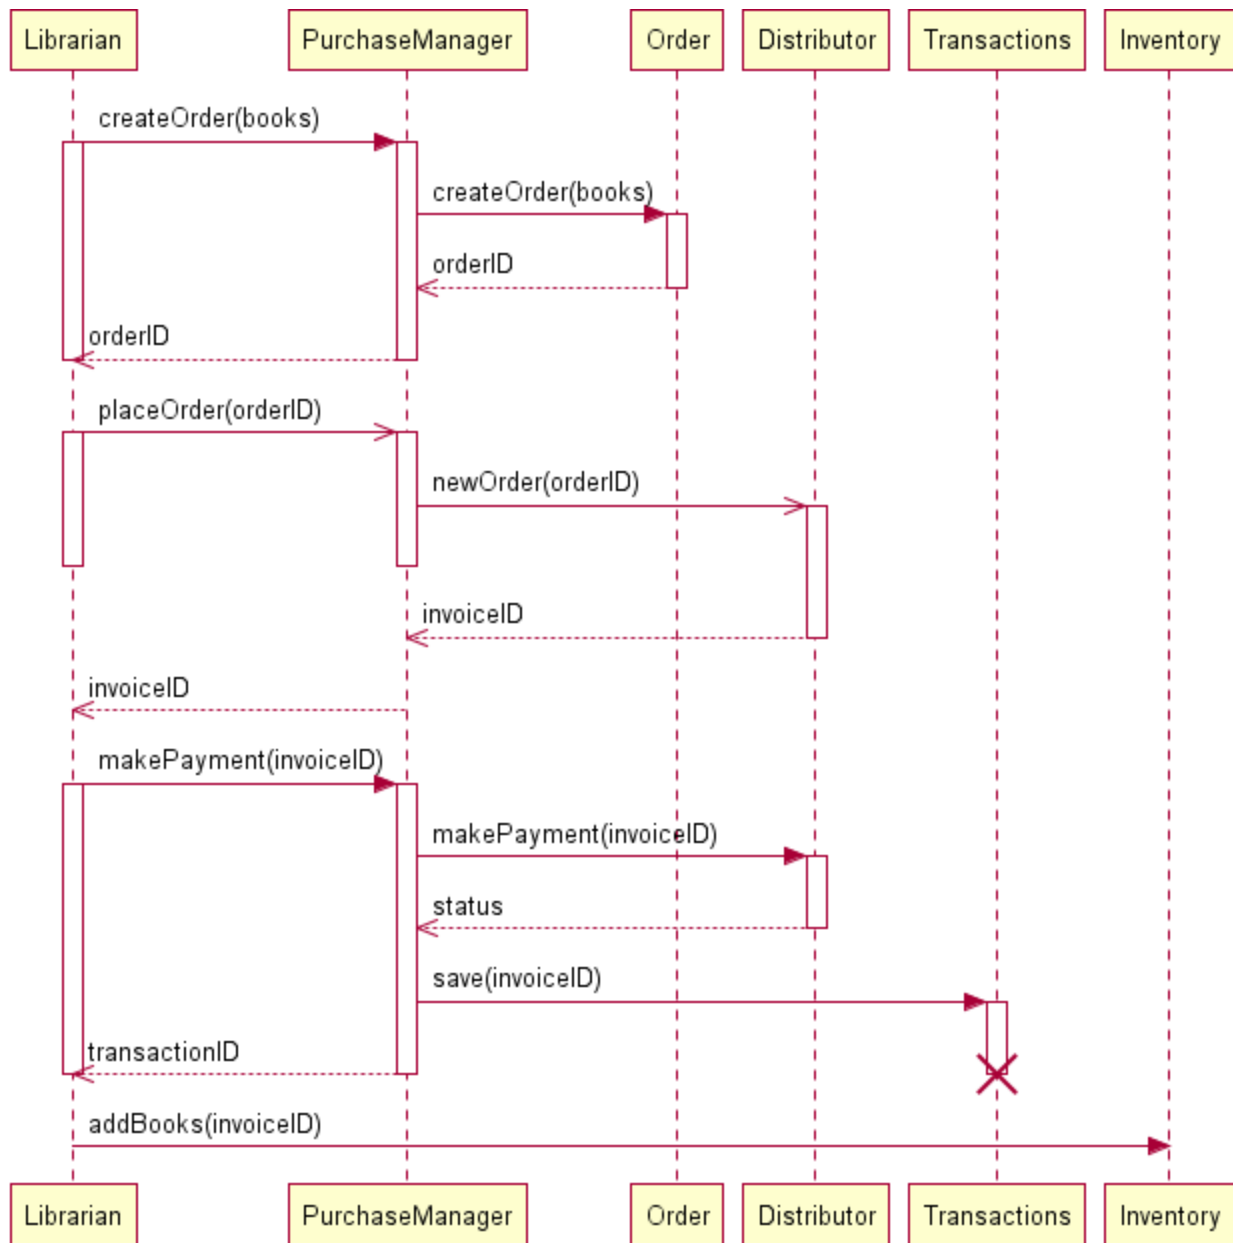 Librarian PurchaseManager Order Distributor Transactions Inventory
createOrder(books)
createOrder(books)
orderID
orderID
placeOrder(orderID)
newOrder(orderID)
invoiceID
invoiceID
makePayment(invoiceID)
makePayment(invoiceID)
status
save(invoiceID)
transactionID
addBooks(invoiceID)
Librarian PurchaseManager Order Distributor Transactions Inventory